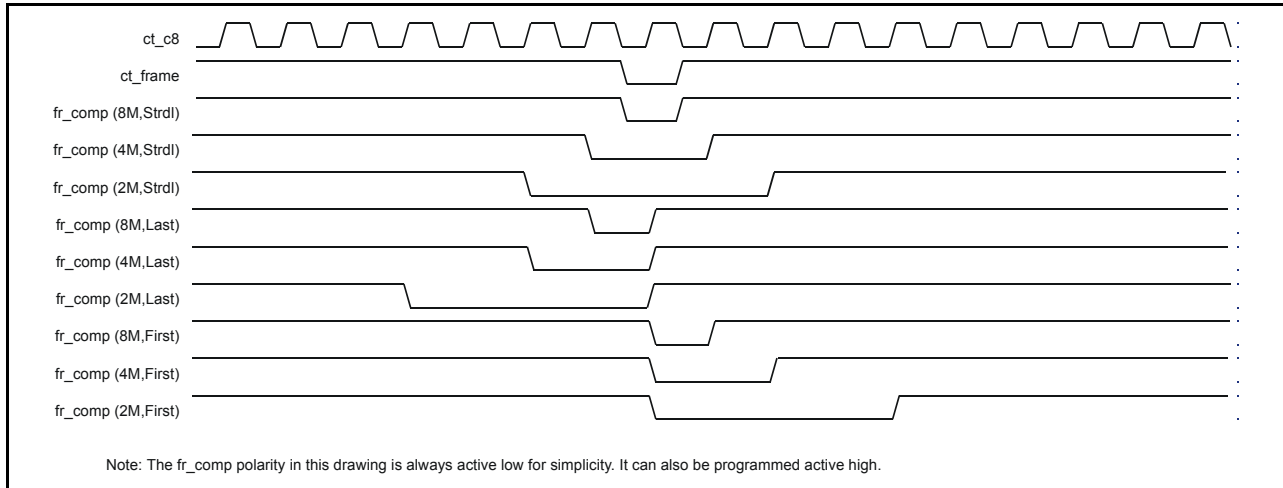 ct_c8
ct_frame
fr_comp (8M,Strdl)
fr_comp (4M,Strdl)
fr_comp (2M,Strdl)
fr_comp (8M,Last)
fr_comp (4M,Last)
fr_comp (2M,Last)
fr_comp (8M,First)
fr_comp (4M,First)
fr_comp (2M,First)
Note: The fr_comp polarity in this drawing is always active low for simplicity. It can also be programmed active high.